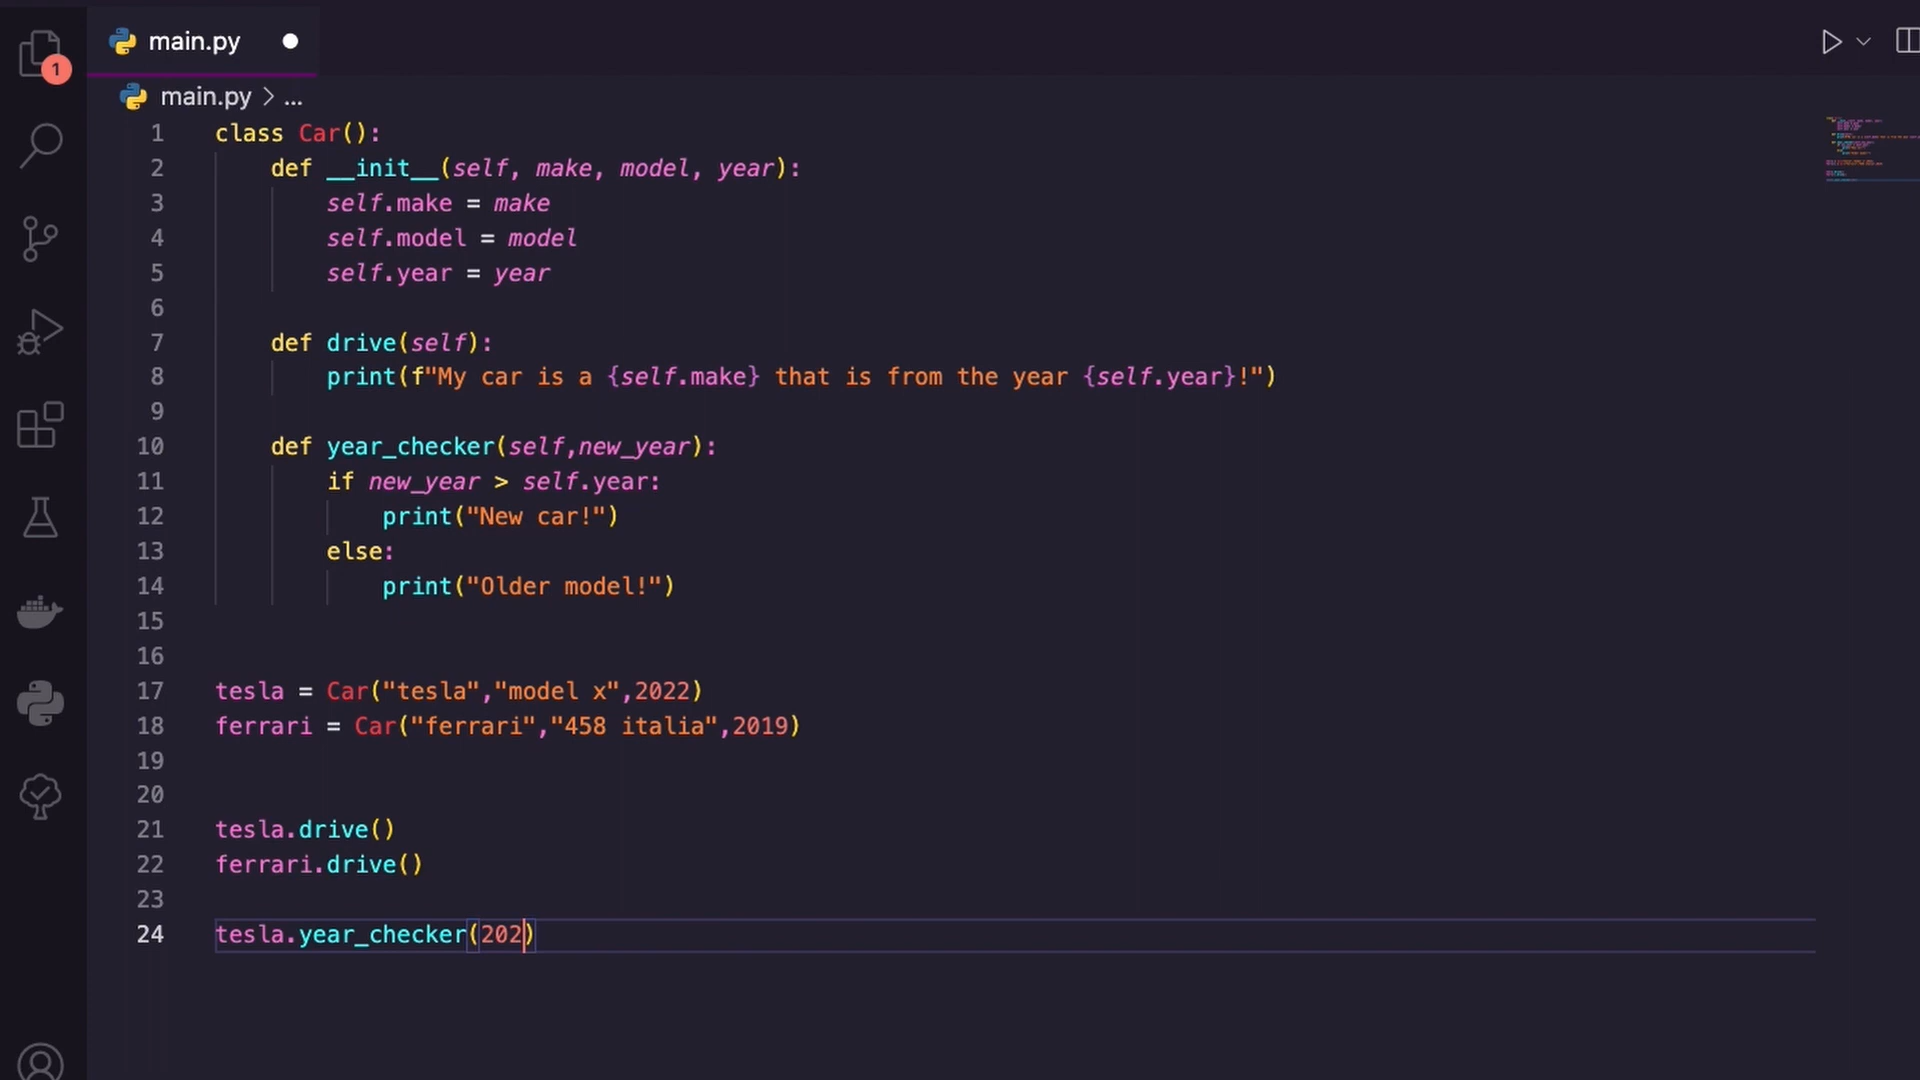 main.py
1
main.py > ...
1 class Car():
2     def __init__(self, make, model, year):
3         self.make = make
4         self.model = model
5         self.year = year
6
7     def drive(self):
8         print(f"My car is a {self.make} that is from the year {self.year}!")
9
10     def year_checker(self,new_year):
11         if new_year > self.year:
12             print("New car!")
13         else:
14             print("Older model!")
15
16
17 tesla = Car("tesla","model x",2022)
18 ferrari = Car("ferrari","458 italia",2019)
19
20
21 tesla.drive()
22 ferrari.drive()
23
24 tesla.year_checker(202)